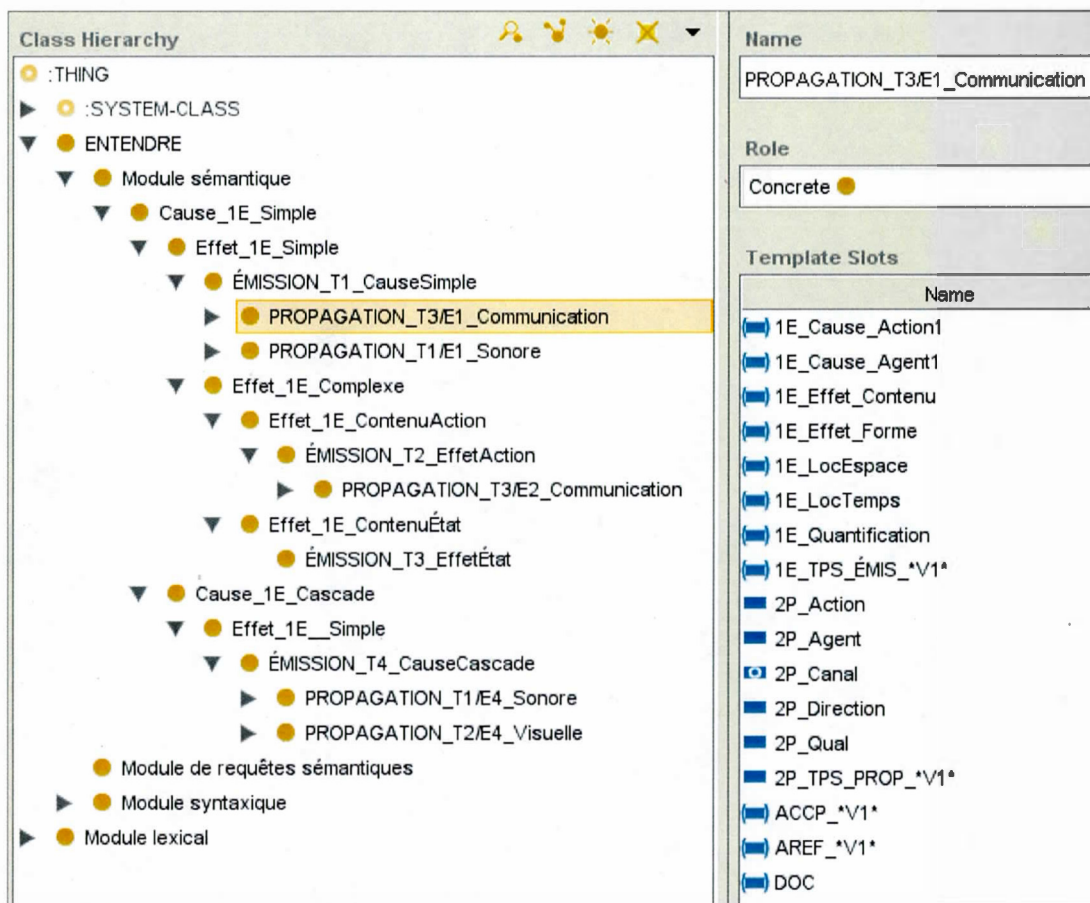 Class Hierarchy
:THING
:SYSTEM-CLASS
ENTENDRE
Module sémantique
Cause_1E_Simple
Effet_1E_Simple
ÉMISSION_T1_CauseSimple
PROPAGATION_T3/E1_Communication
PROPAGATION_T1/E1_Sonore
Effet_1E_Complexe
Effet_1E_ContenuAction
ÉMISSION_T2_EffetAction
PROPAGATION_T3/E2_Communication
Effet_1E_ContenuÉtat
ÉMISSION_T3_EffetÉtat
Cause_1E_Cascade
Effet_1E__Simple
ÉMISSION_T4_CauseCascade
PROPAGATION_T1/E4_Sonore
PROPAGATION_T2/E4_Visuelle
Module de requêtes sémantiques
Module syntaxique
Module lexical
Name
PROPAGATION_T3/E1_Communication
Role
Concrete
Template Slots
Name
1E_Cause_Action1
1E_Cause_Agent1
1E_Effet_Contenu
1E_Effet_Forme
1E_LocEspace
1E_LocTemps
1E_Quantification
1E_TPS_ÉMIS_*V1*
2P_Action
2P_Agent
2P_Canal
2P_Direction
2P_Qual
2P_TPS_PROP_*V1*
ACCP_*V1*
AREF_*V1*
DOC